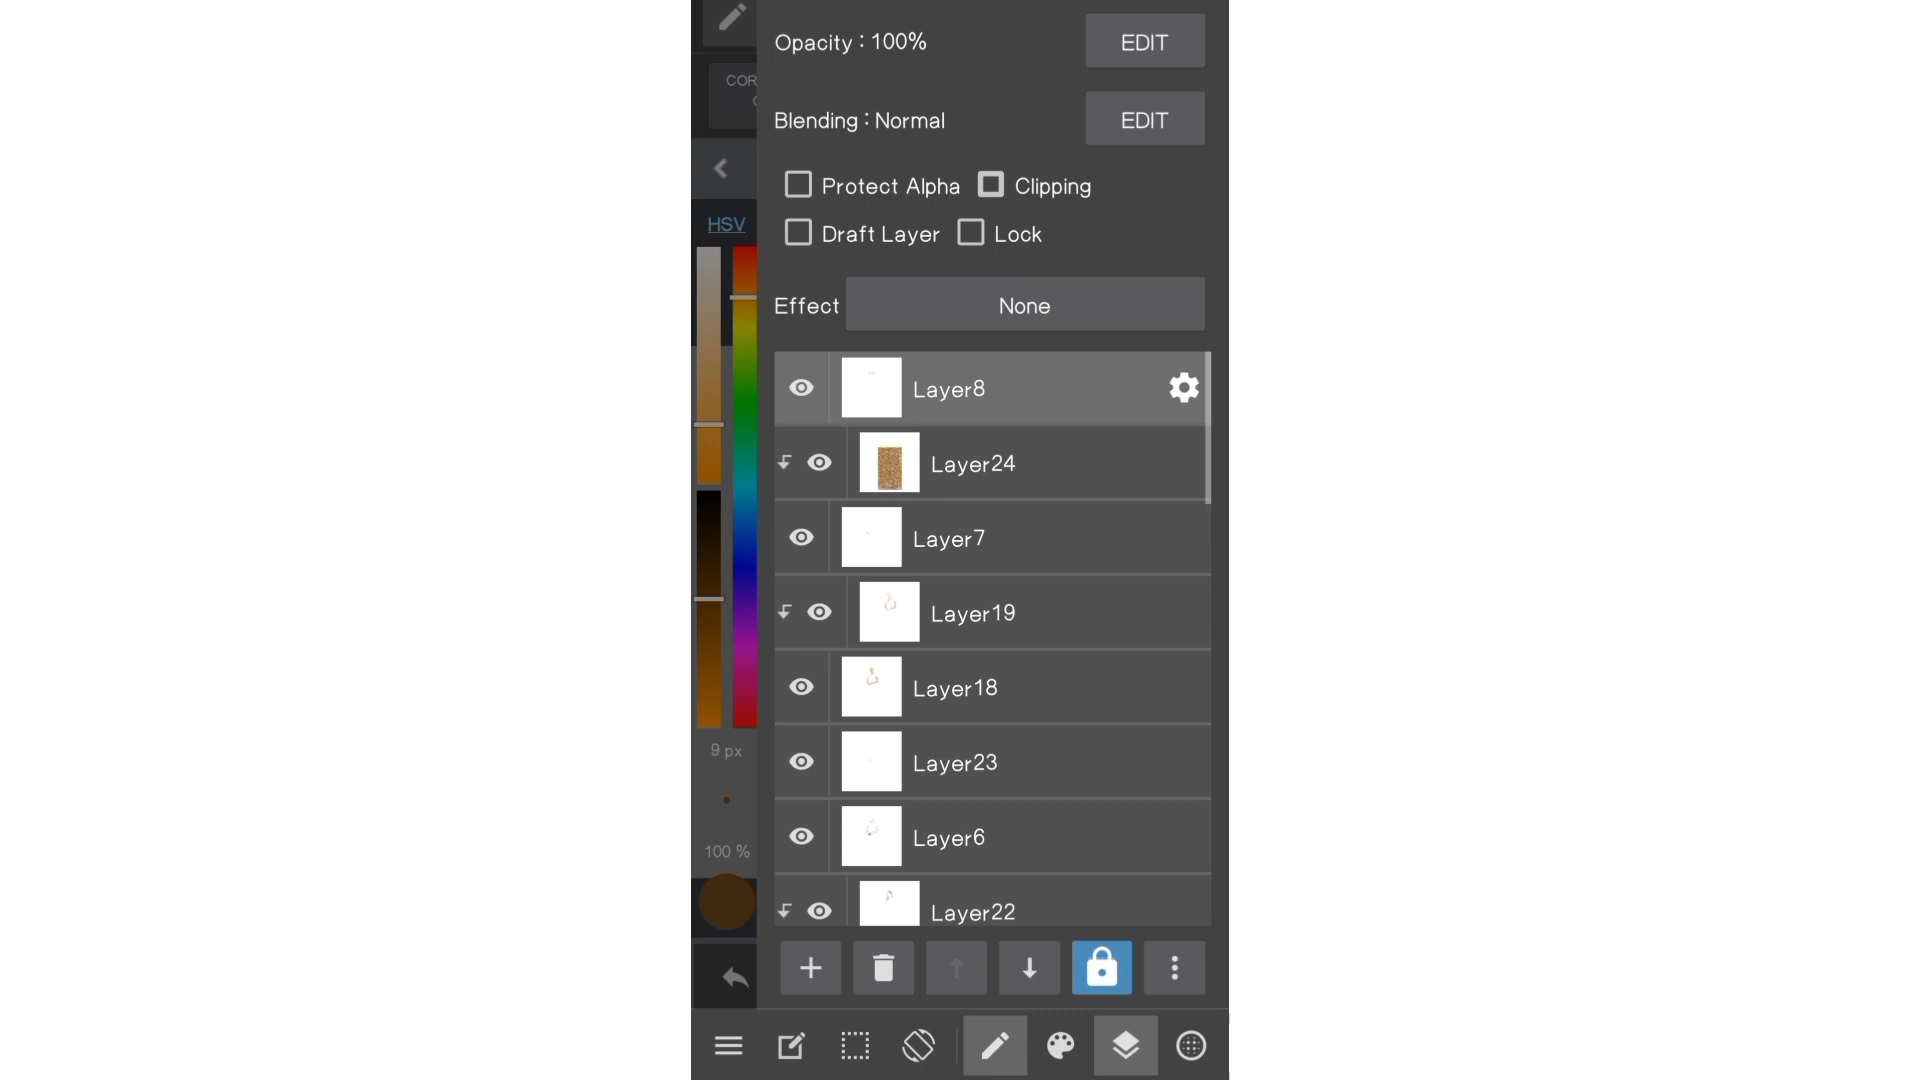 Opacity : 100%
EDIT
COR
Blending : Normal
EDIT
Protect Alpha
Clipping
HSV
Draft Layer
Lock
Effect
None
Layer8
Layer24
Layer7
Layer19
Layer18
Layer23
9 px
Layer6
100 %
Layer22